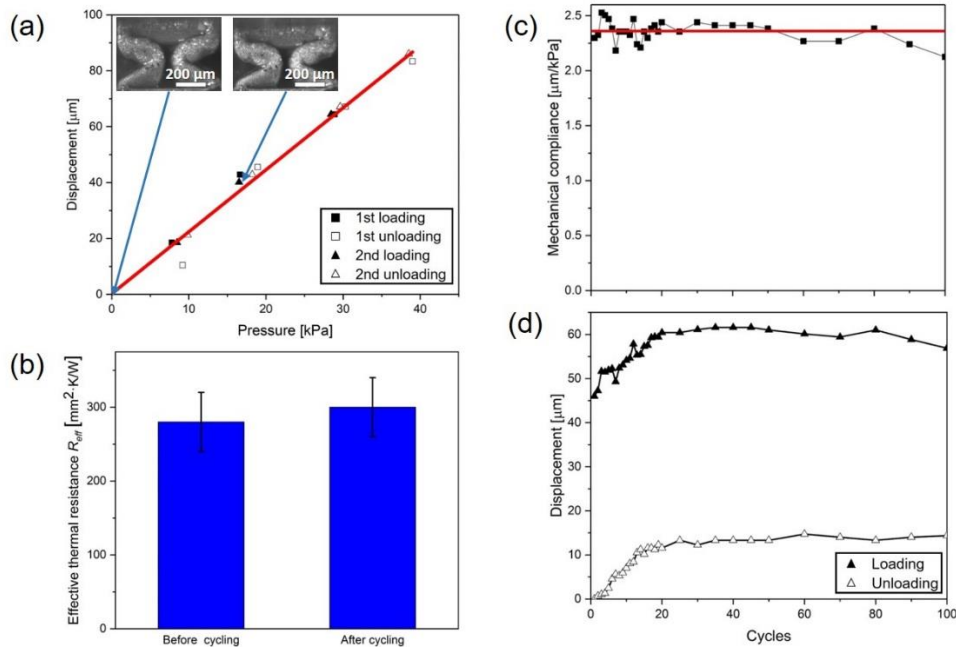 (a)
100
80
60
40
20
0
Displacement [μm]
200 μm
200 μm
1st loading
1st unloading
2nd loading
2nd unloading
0 10 20 30 40
Pressure [kPa]
(b)
300
200
100
0
Effective thermal resistance Reff [mm²·K/W]
Before cycling After cycling
(c)
2.5
2.0
2.5
1.0
2.5
0.0
Mechanical compliance [μm/kPa]
(d)
60
50
40
30
20
10
0
Displacement [μm]
Loading
Unloading
0 20 40 60 80 100
Cycles